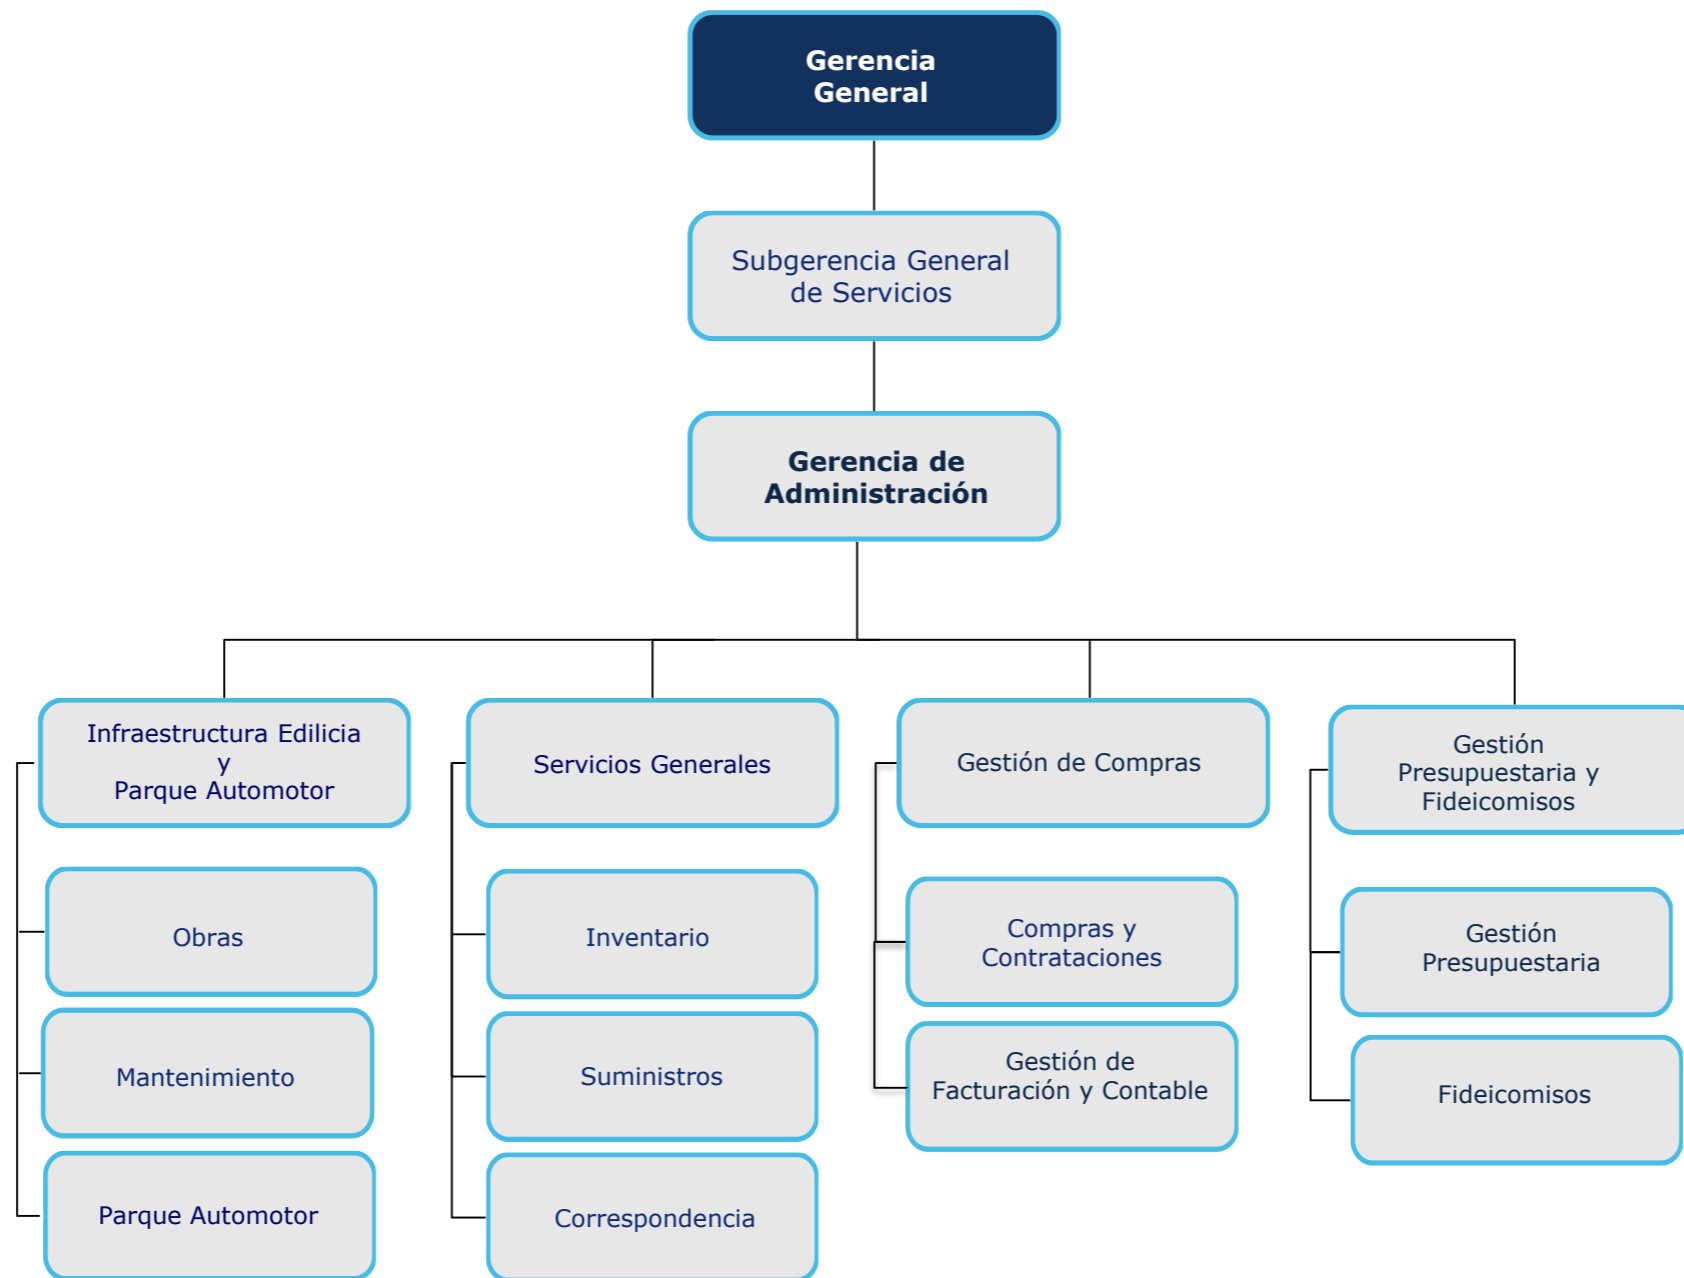 Gerencia
General
Subgerencia General
de Servicios
Gerencia de
Administración
Infraestructura Edilicia
y
Parque Automotor
Servicios Generales
Gestión de Compras
Gestión
Presupuestaria y
Fideicomisos
Obras
Inventario
Compras y
Contrataciones
Gestión
Presupuestaria
Mantenimiento
Suministros
Gestión de
Facturación y Contable
Fideicomisos
Parque Automotor
Correspondencia